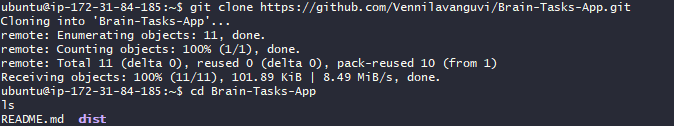 ubuntu@ip-172-31-84-185:~$ git clone https://github.com/Vennilavanguvi/Brain-Tasks-App.git
Cloning into 'Brain-Tasks-App'...
remote: Enumerating objects: 11, done.
remote: Counting objects: 100% (1/1), done.
remote: Total 11 (delta 0), reused 0 (delta 0), pack-reused 10 (from 1)
Receiving objects: 100% (11/11), 101.89 KiB | 8.49 MiB/s, done.
ubuntu@ip-172-31-84-185:~$ cd Brain-Tasks-App
ls
README.md  dist